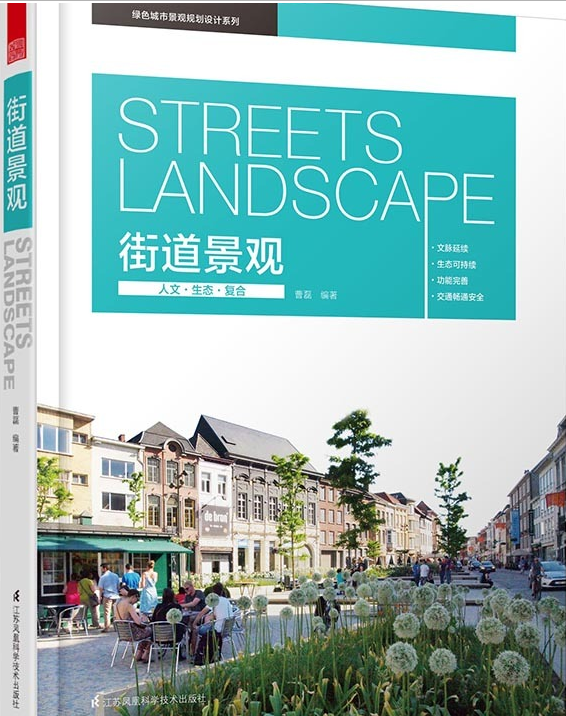 绿色城市景观规划设计系列
STREETS
LANDSCAPE
街道景观
人文·生态·复合
曹磊 编著
·文脉延续
·生态可持续
·功能完善
·交通畅通安全
de bron
江苏凤凰科学技术出版社
街道景观
STREETS
LANDSCAPE
曹磊 编著
江苏凤凰科学技术出版社